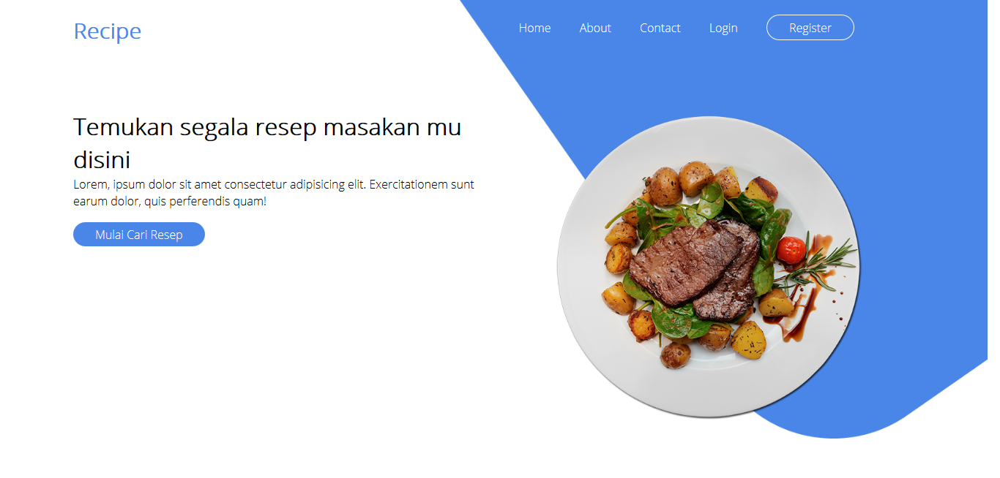 Recipe
Home About Contact Login Register
Temukan segala resep masakan mu
disini
Lorem, ipsum dolor sit amet consectetur adipisicing elit. Exercitationem sunt
earum dolor, quis perferendis quam!
Mulai Cari Resep